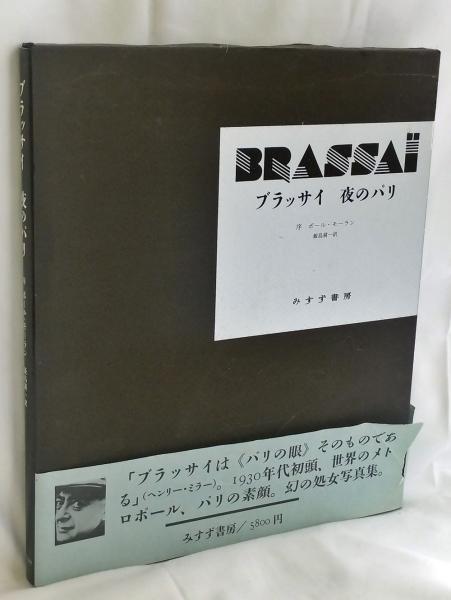 BRASSAÏ
ブラッサイ 夜のパリ
序 ポール・モーラン
飯島耕一訳
みすず書房
ブラッサイ 夜のパリ
「ブラッサイは《パリの眼》そのものであ
る」(ヘンリー・ミラー)。1930年代初頭、世界のメト
ロポール、パリの素顔。幻の処女写真集。
みすず書房/5800円